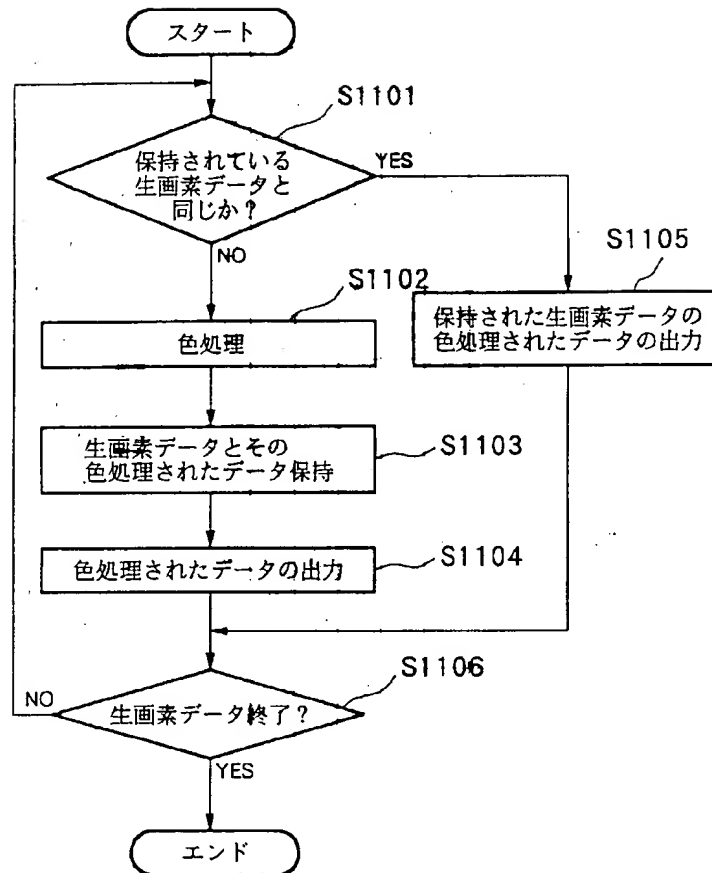 スタート
S1101
保持されている
生画素データと
同じか？
YES
NO
S1102
色処理
S1105
保持された生画素データの
色処理されたデータの出力
生画素データとその
色処理されたデータ保持
S1103
色処理されたデータの出力
S1104
S1106
生画素データ終了？
NO
YES
エンド